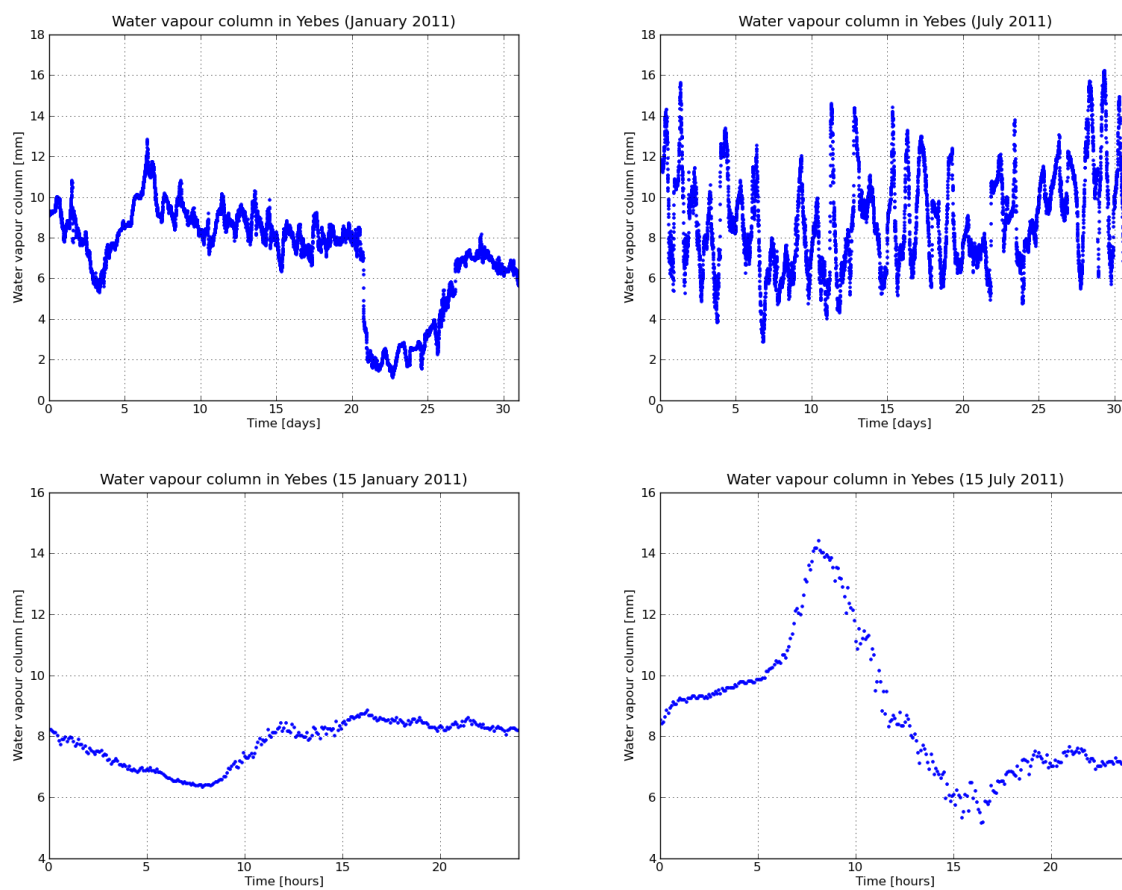 Water vapour column in Yebes (January 2011)
18
16
14
12
10
8
6
4
2
0
Water vapour column [mm]
0 5 10 15 20 25 30
Time [days]
Water vapour column in Yebes (July 2011)
18
16
14
12
10
8
6
4
2
0
Water vapour column [mm]
0 5 10 15 20 25 30
Time [days]
Water vapour column in Yebes (15 January 2011)
16
14
12
10
8
6
4
Water vapour column [mm]
0 5 10 15 20
Time [hours]
Water vapour column in Yebes (15 July 2011)
16
14
12
10
8
6
4
Water vapour column [mm]
0 5 10 15 20
Time [hours]